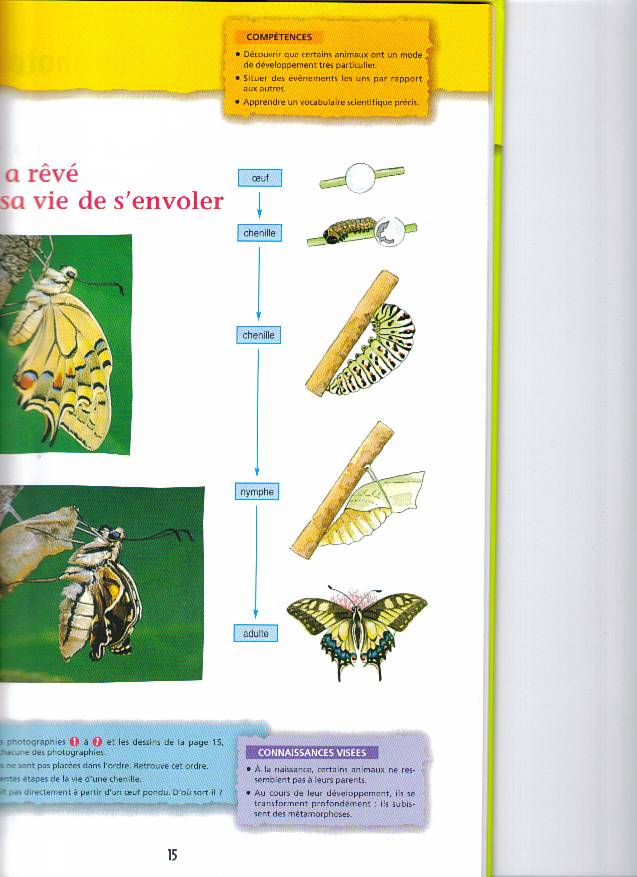 COMPÉTENCES
• Découvrir que certains animaux ont un mode
de développement très particulier.
• Situer des événements les uns par rapport
aux autres.
• Apprendre un vocabulaire scientifique précis.
a rêvé
sa vie de s'envoler
œuf
chenille
chenille
nymphe
adulte
photographies 1 à 7 et les dessins de la page 15,
chacune des photographies.
ne sont pas placées dans l'ordre. Retrouve cet ordre.
étapes de la vie d'une chenille.
pas directement à partir d'un œuf pondu. D'où sort-il ?
CONNAISSANCES VISÉES
• À la naissance, certains animaux ne res-
semblent pas à leurs parents.
• Au cours de leur développement, ils se
transforment profondément : ils subis-
sent des métamorphoses.
15